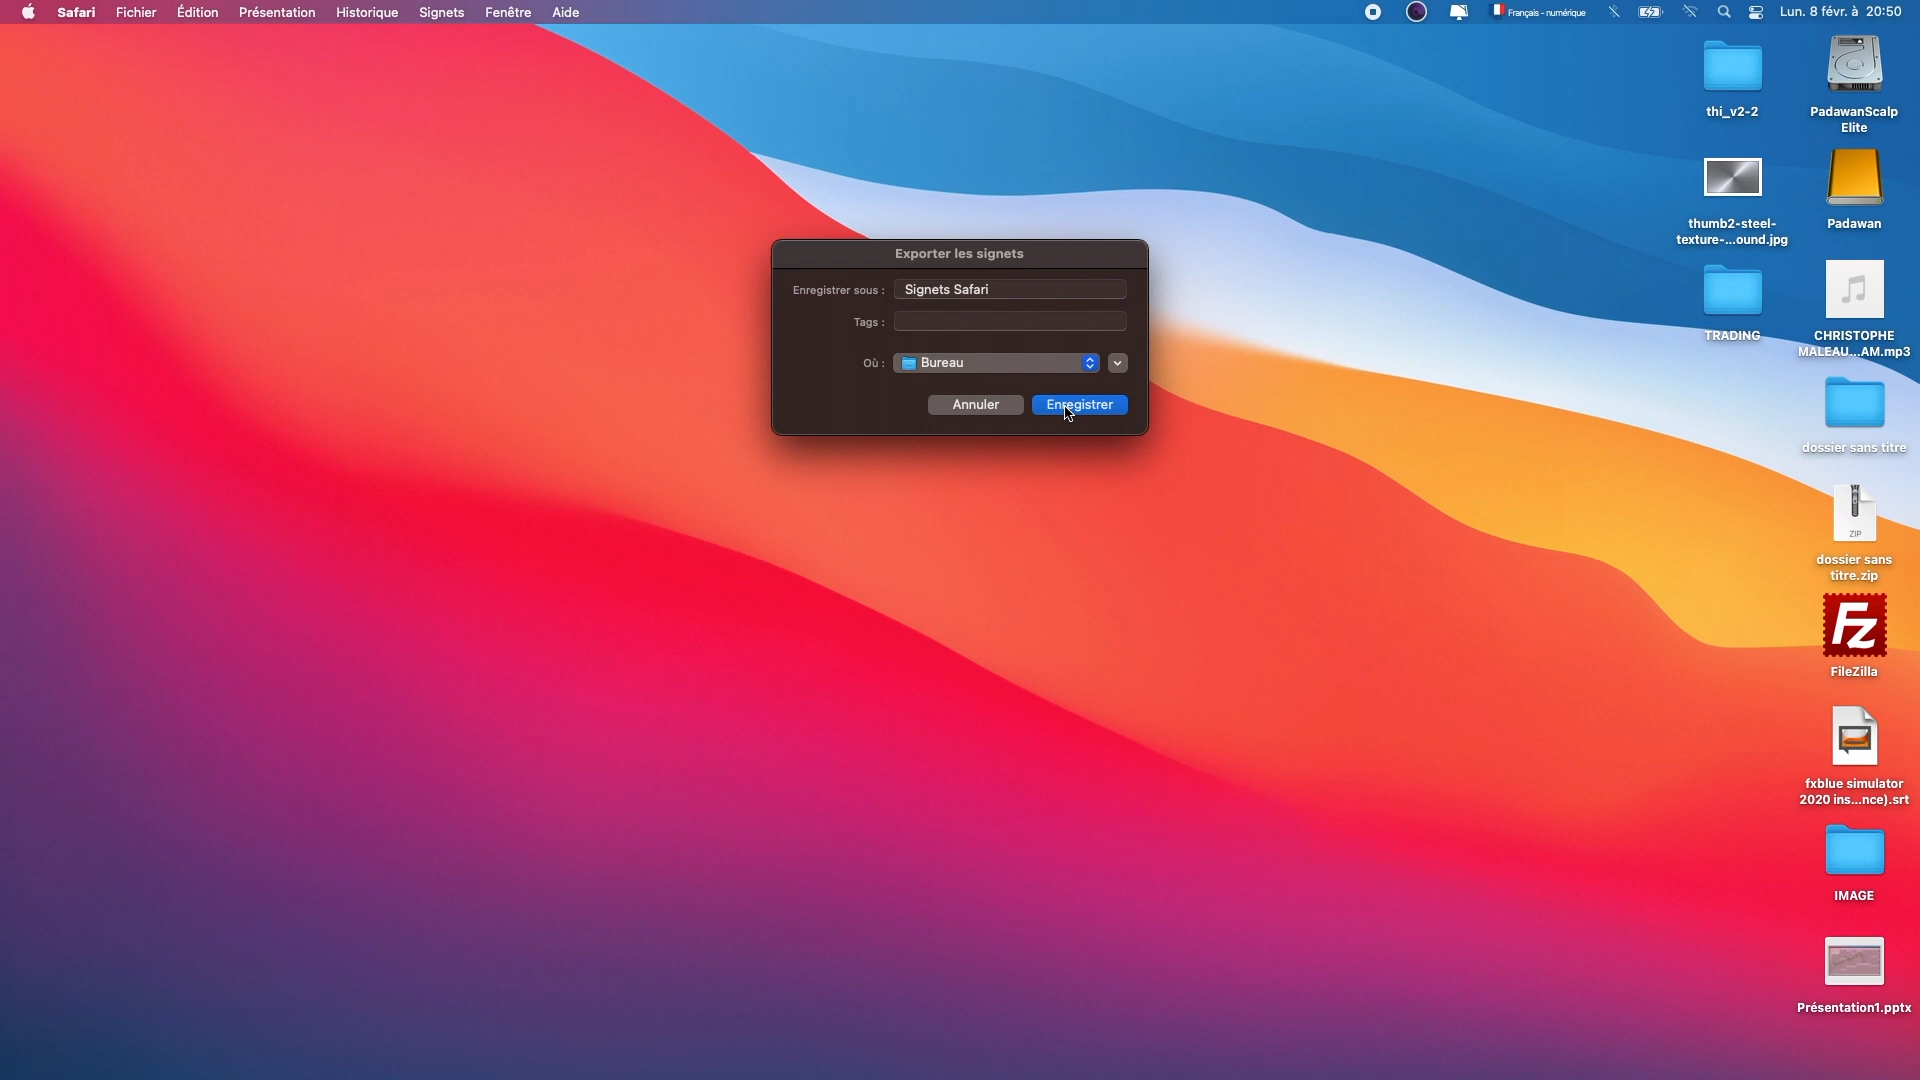 Safari Fichier Édition Présentation Historique Signets Fenêtre Aide
Français - numérique
Lun. 8 févr. à 20:50
Exporter les signets
Enregistrer sous : Signets Safari
Tags :
Où : Bureau
Annuler Enregistrer
thi_v2-2
PadawanScalp
Elite
thumb2-steel-
texture-...ound.jpg
Padawan
TRADING
CHRISTOPHE
MALEAU...AM.mp3
dossier sans titre
ZIP
dossier sans
titre.zip
Fz
FileZilla
fxblue simulator
2020 ins...nce).srt
IMAGE
Présentation1.pptx